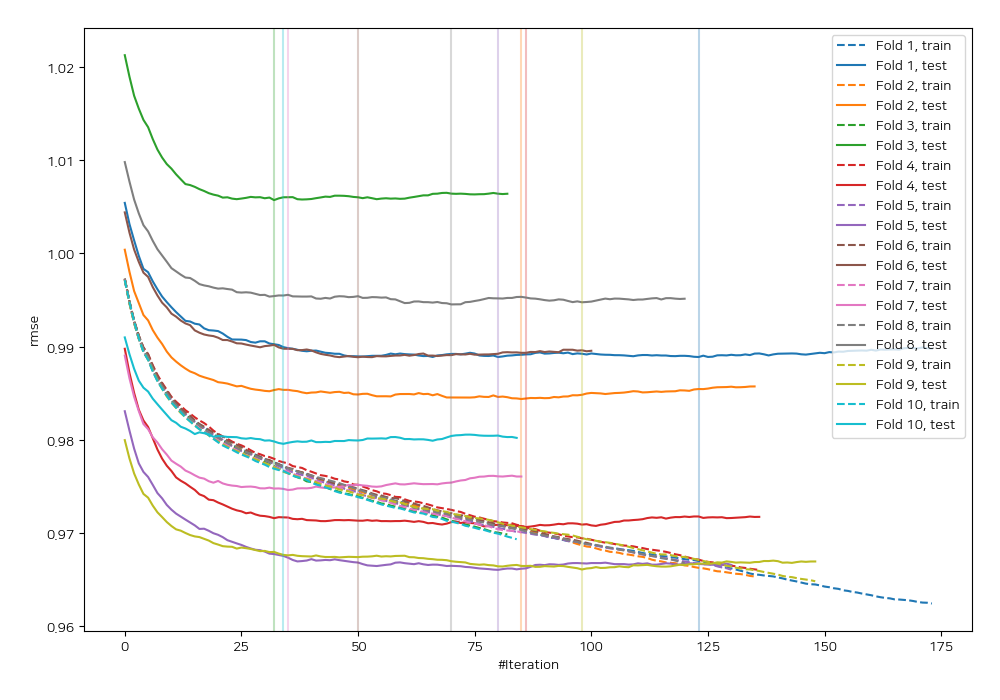 1.02
1.01
1.00
0.99
0.98
0.97
0.96
rmse
0
25
50
75
100
125
150
175
#Iteration
Fold 1, train
Fold 1, test
Fold 2, train
Fold 2, test
Fold 3, train
Fold 3, test
Fold 4, train
Fold 4, test
Fold 5, train
Fold 5, test
Fold 6, train
Fold 6, test
Fold 7, train
Fold 7, test
Fold 8, train
Fold 8, test
Fold 9, train
Fold 9, test
Fold 10, train
Fold 10, test